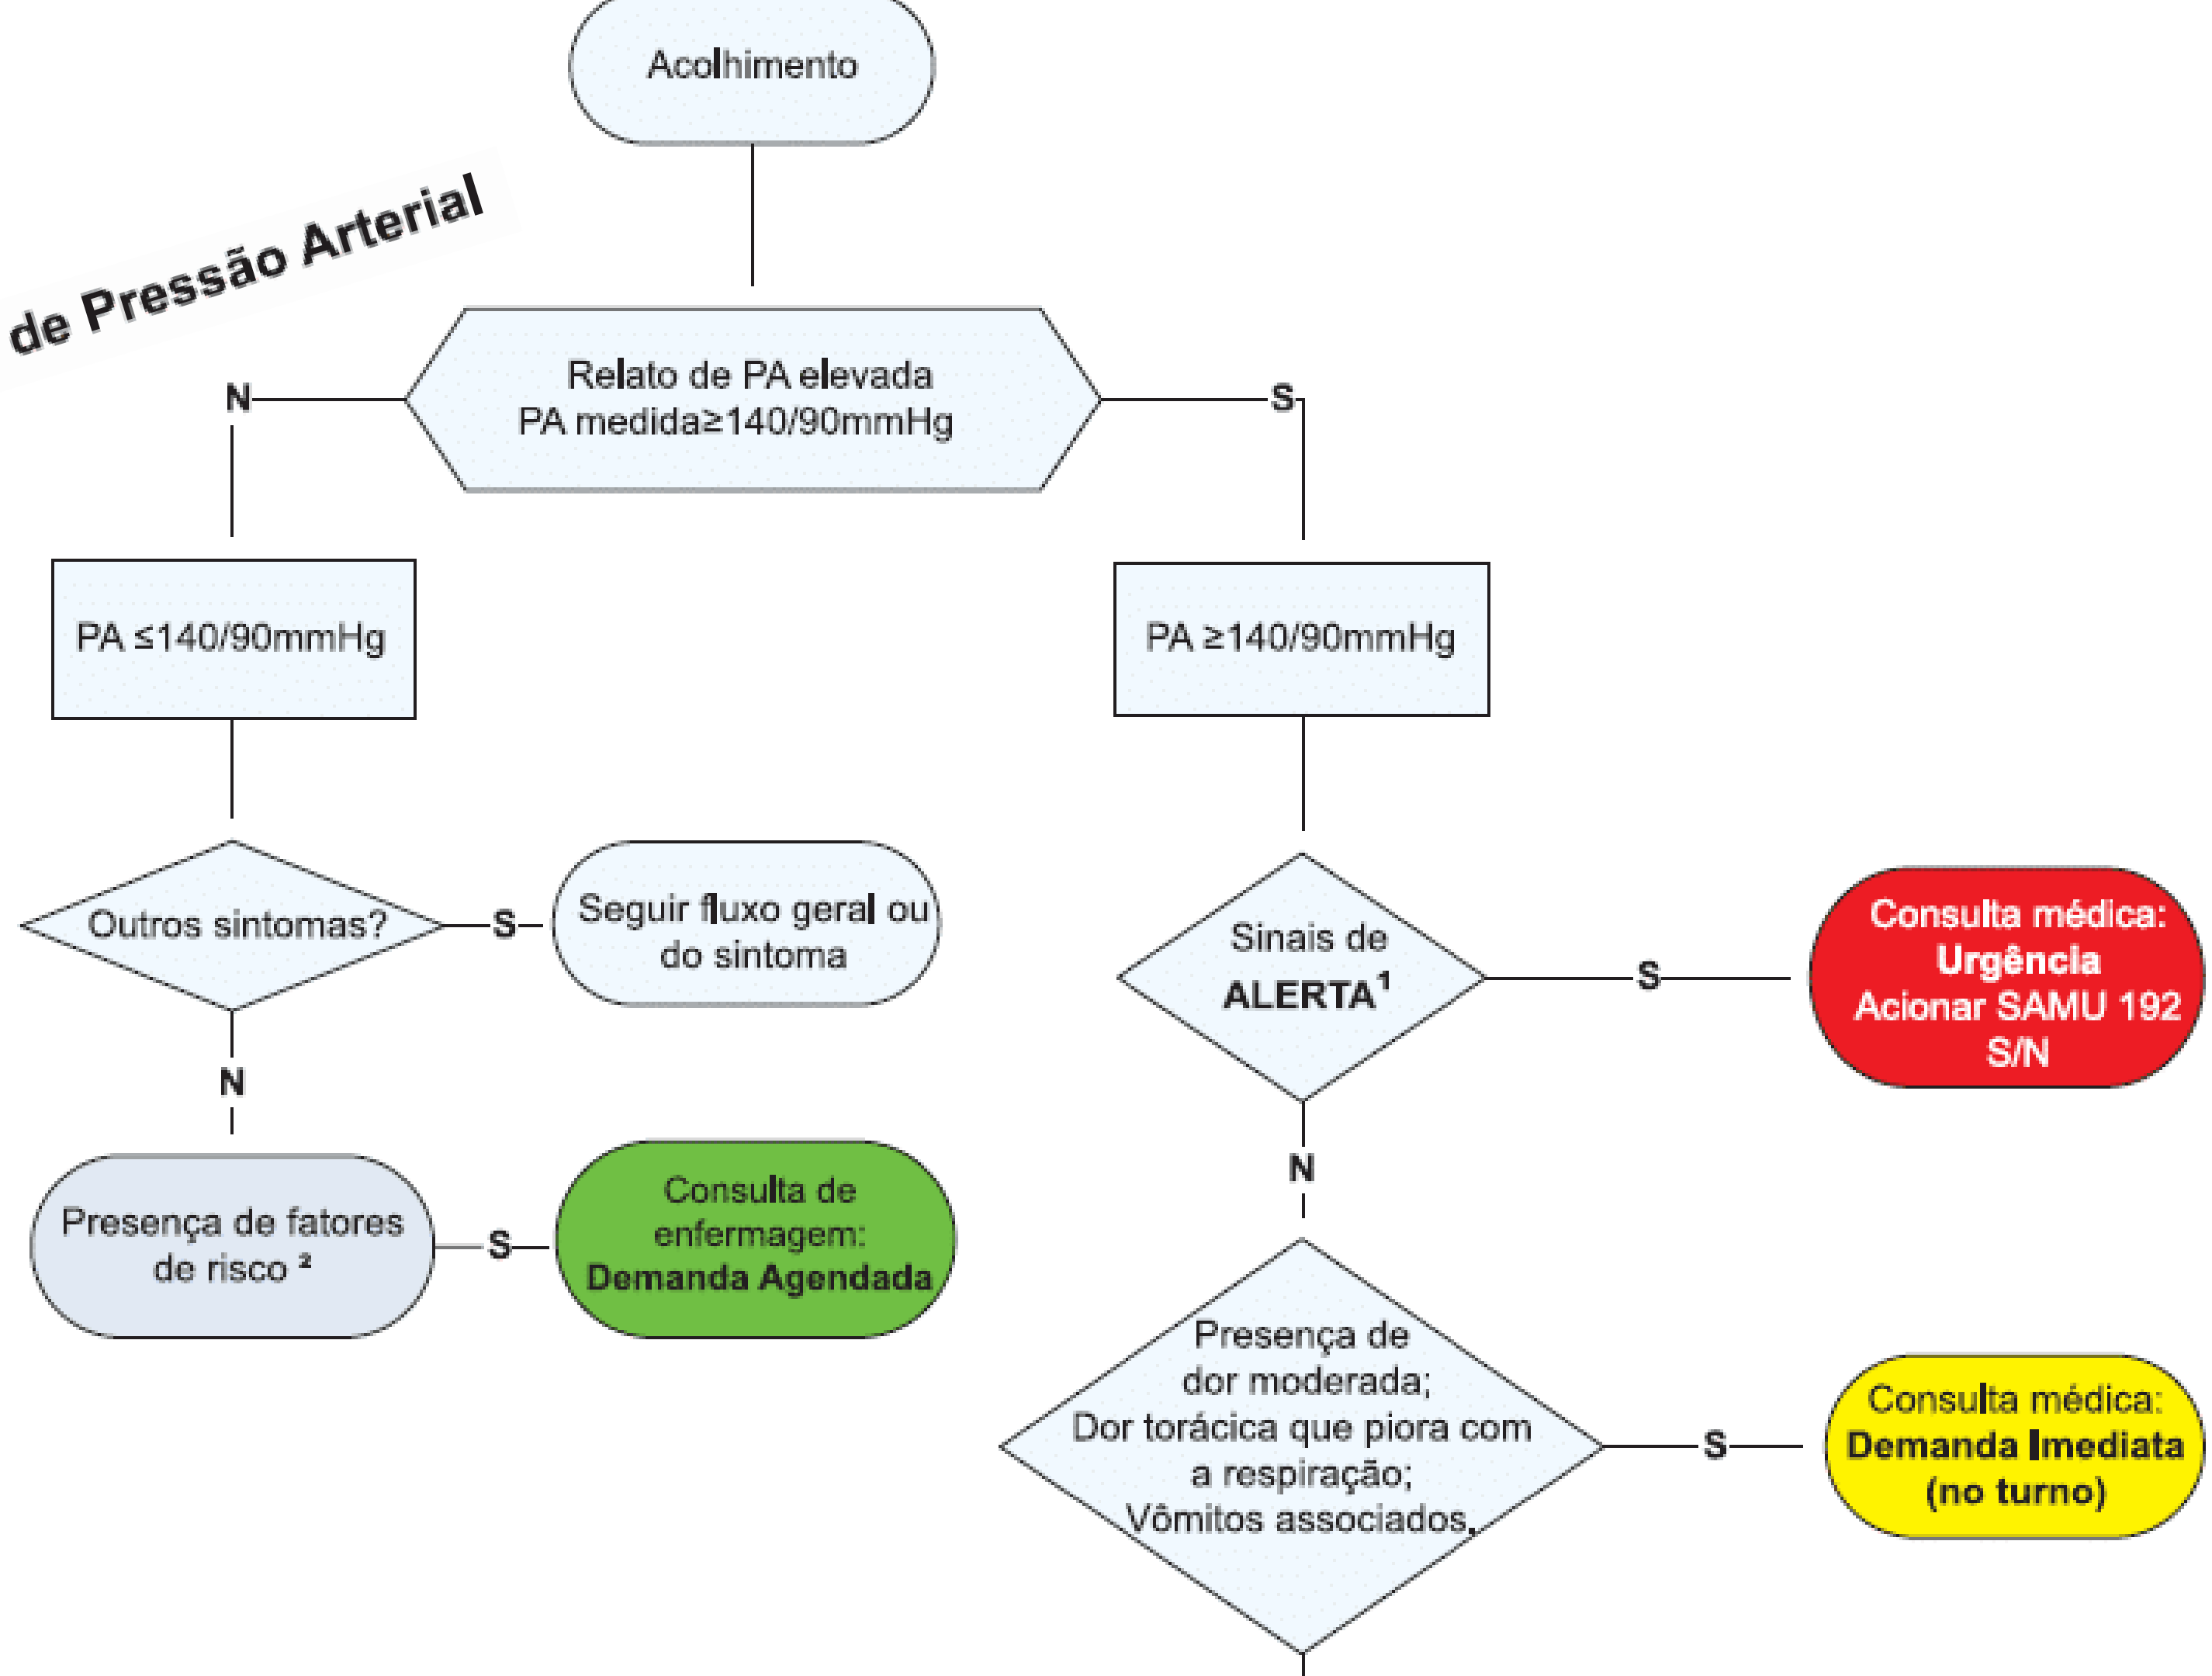 Acolhimento
de Pressão Arterial
Relato de PA elevada
PA medida≥140/90mmHg
N
S
PA ≤140/90mmHg
PA ≥140/90mmHg
Outros sintomas?
S
Seguir fluxo geral ou
do sintoma
Sinais de
ALERTA¹
S
Consulta médica:
Urgência
Acionar SAMU 192
S/N
N
N
Presença de fatores
de risco ²
S
Consulta de
enfermagem:
Demanda Agendada
Presença de
dor moderada;
Dor torácica que piora com
a respiração;
Vômitos associados.
S
Consulta médica:
Demanda Imediata
(no turno)